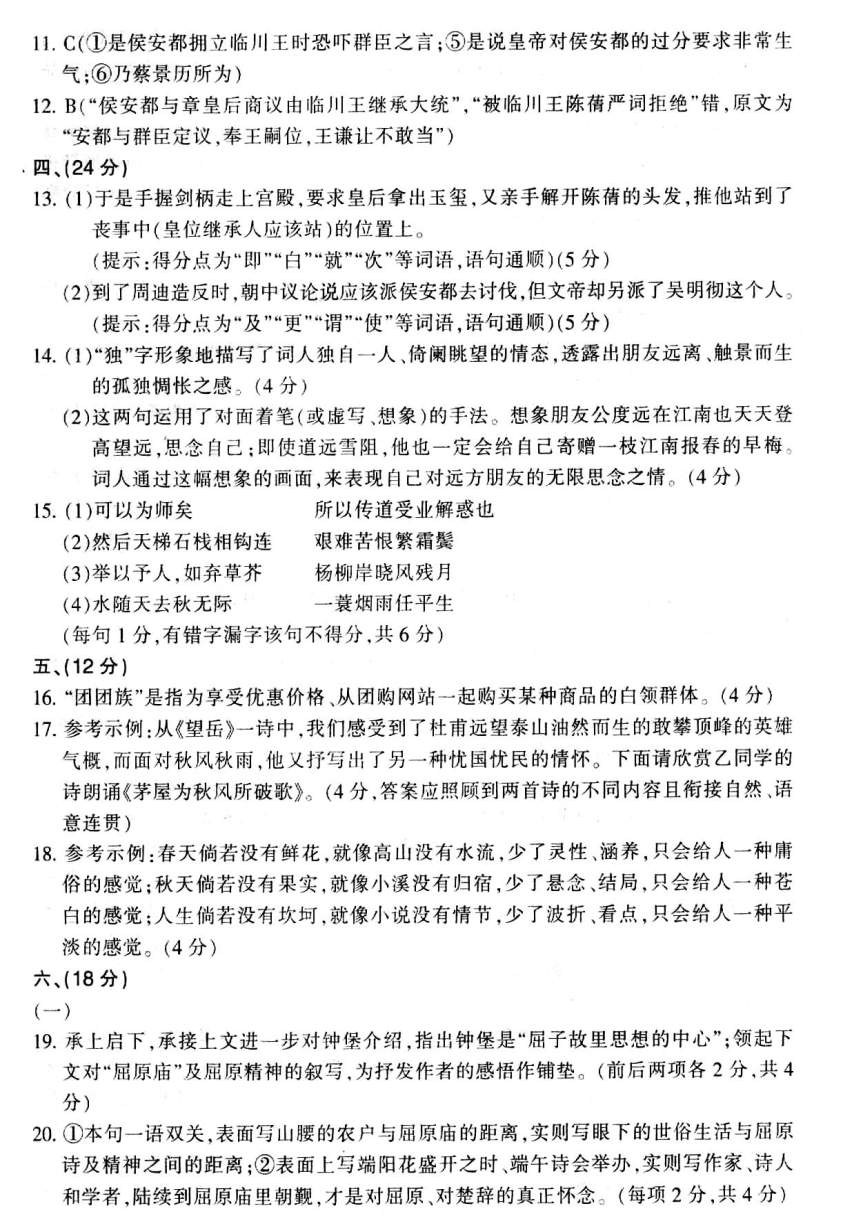 11. C(①是侯安都拥立临川王时恐吓群臣之言;⑤是说皇帝对侯安都的过分要求非常生
气;⑥乃蔡景历所为)
12. B(“侯安都与章皇后商议由临川王继承大统”,“被临川王陈蒨严词拒绝”错,原文为
“安都与群臣定议,奉王嗣位,王谦让不敢当”)
四、(24 分)
13. (1)于是手握剑柄走上宫殿,要求皇后拿出玉玺,又亲手解开陈蒨的头发,推他站到了
丧事中(皇位继承人应该站)的位置上。
(提示:得分点为“即”“白”“就”“次”等词语,语句通顺)(5 分)
(2)到了周迪造反时,朝中议论说应该派侯安都去讨伐,但文帝却另派了吴明彻这个人。
(提示:得分点为“及”“更”“谓”“使”等词语,语句通顺)(5 分)
14. (1)“独”字形象地描写了词人独自一人、倚阑眺望的情态,透露出朋友远离、触景而生
的孤独惆怅之感。(4 分)
(2)这两句运用了对面着笔(或虚写、想象)的手法。想象朋友公度远在江南也天天登
高望远,思念自己;即使道远雪阻,他也一定会给自己寄赠一枝江南报春的早梅。
词人通过这幅想象的画面,来表现自己对远方朋友的无限思念之情。(4 分)
15. (1)可以为师矣 所以传道受业解惑也
(2)然后天梯石栈相钩连 艰难苦恨繁霜鬓
(3)举以予人,如弃草芥 杨柳岸晓风残月
(4)水随天去秋无际 一蓑烟雨任平生
(每句 1 分,有错字漏字该句不得分,共 6 分)
五、(12 分)
16. “团团族”是指为享受优惠价格、从团购网站一起购买某种商品的白领群体。(4 分)
17. 参考示例:从《望岳》一诗中,我们感受到了杜甫远望泰山油然而生的敢攀顶峰的英雄
气概,而面对秋风秋雨,他又抒写出了另一种忧国忧民的情怀。下面请欣赏乙同学的
诗朗诵《茅屋为秋风所破歌》。(4 分,答案应照顾到两首诗的不同内容且衔接自然、语
意连贯)
18. 参考示例:春天倘若没有鲜花,就像高山没有水流,少了灵性、涵养,只会给人一种庸
俗的感觉;秋天倘若没有果实,就像小溪没有归宿,少了悬念、结局,只会给人一种苍
白的感觉;人生倘若没有坎坷,就像小说没有情节,少了波折、看点,只会给人一种平
淡的感觉。(4 分)
六、(18 分)
(一)
19. 承上启下,承接上文进一步对钟堡介绍,指出钟堡是“屈子故里思想的中心”;领起下
文对“屈原庙”及屈原精神的叙写,为抒发作者的感悟作铺垫。(前后两项各 2 分,共 4
分)
20. ①本句一语双关,表面写山腰的农户与屈原庙的距离,实则写眼下的世俗生活与屈原
诗及精神之间的距离;②表面上写端阳花盛开之时、端午诗会举办,实则写作家、诗人
和学者,陆续到屈原庙里朝觐,才是对屈原、对楚辞的真正怀念。(每项 2 分,共 4 分)